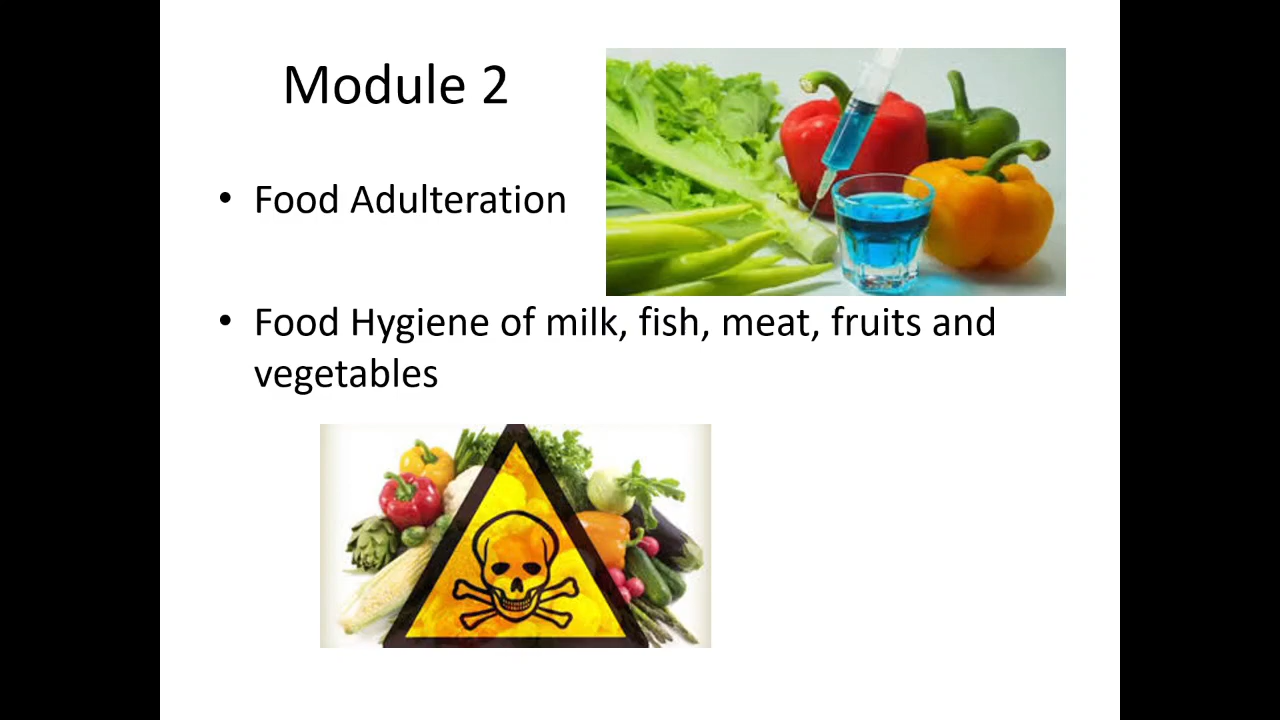 Module 2
• Food Adulteration
• Food Hygiene of milk, fish, meat, fruits and
vegetables